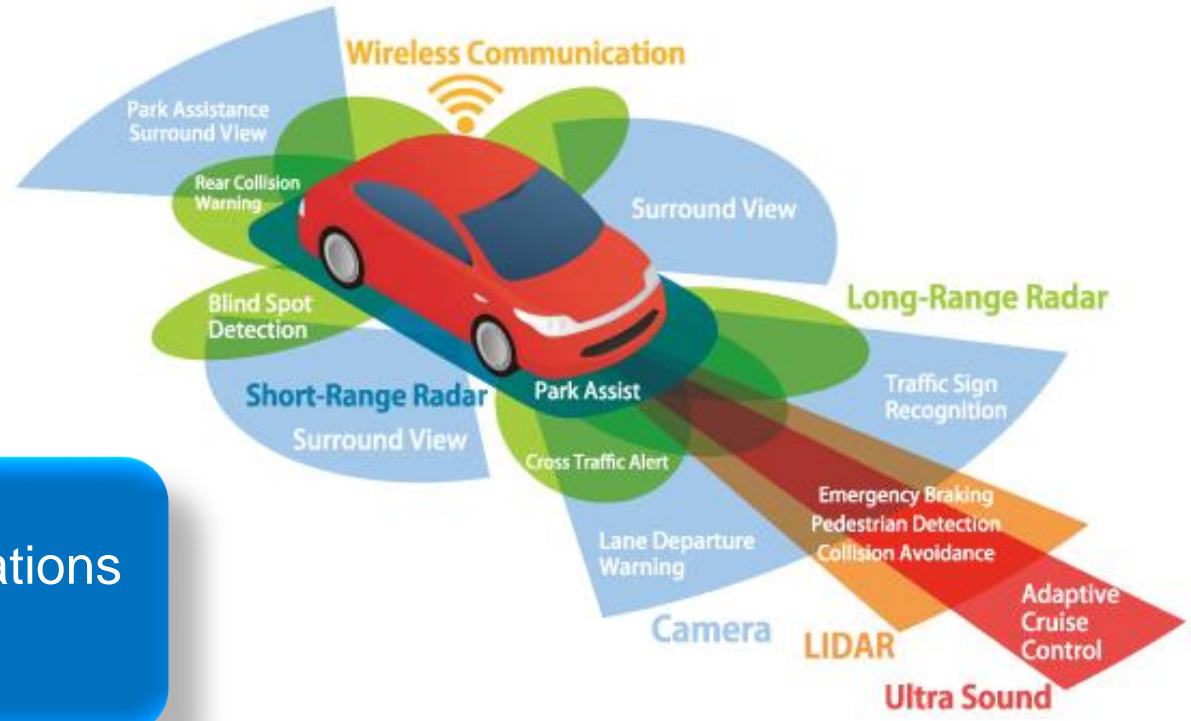 Wireless Communication
Park Assistance
Surround View
Rear Collision
Warning
Surround View
Blind Spot
Detection
Long-Range Radar
Short-Range Radar
Park Assist
Traffic Sign
Recognition
Surround View
Cross Traffic Alert
Emergency Braking
Pedestrian Detection
Collision Avoidance
Lane Departure
Warning
Adaptive
Cruise
Control
Camera
LIDAR
Ultra Sound